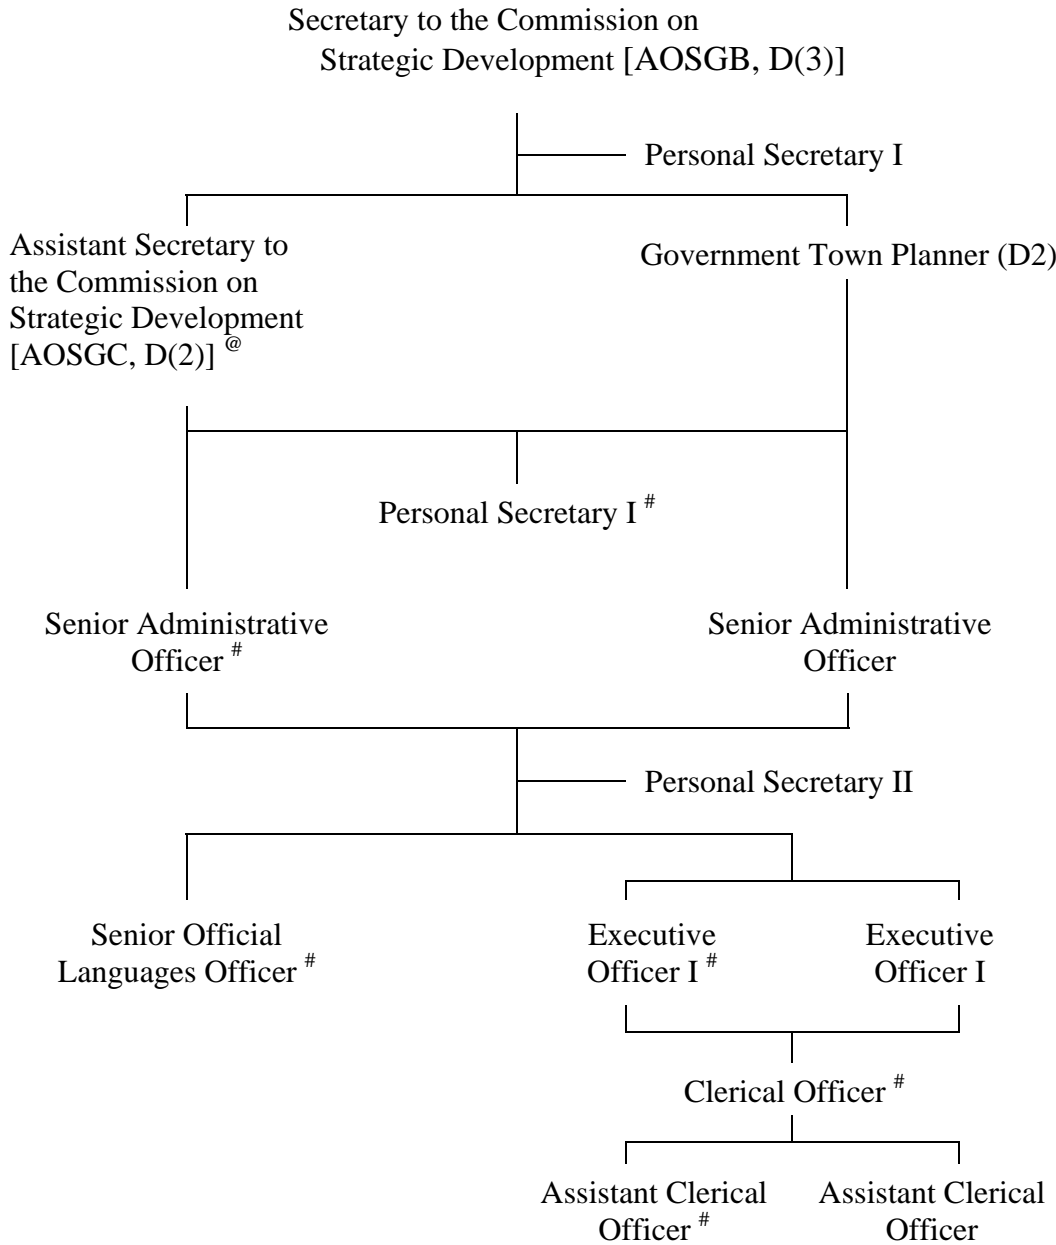 Secretary to the Commission on
Strategic Development [AOSGB, D(3)]
Personal Secretary I
Assistant Secretary to
the Commission on
Strategic Development
[AOSGC, D(2)] @
Government Town Planner (D2)
Personal Secretary I #
Senior Administrative
Officer #
Senior Administrative
Officer
Personal Secretary II
Senior Official
Languages Officer #
Executive
Officer I #
Executive
Officer I
Clerical Officer #
Assistant Clerical
Officer #
Assistant Clerical
Officer